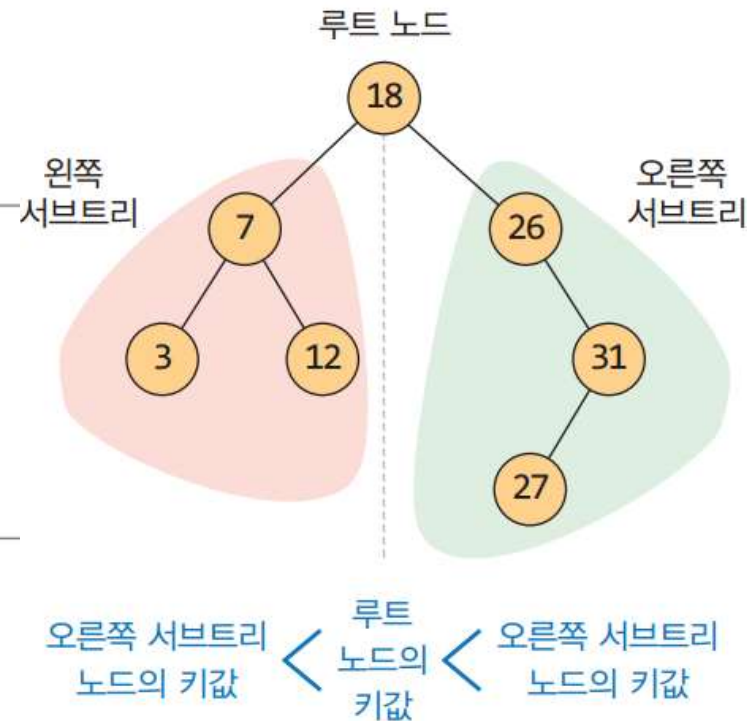 루트 노드
18
왼쪽
서브트리
오른쪽
서브트리
7
26
3
12
31
27
오른쪽 서브트리
노드의 키값
<
루트
노드의
키값
<
오른쪽 서브트리
노드의 키값